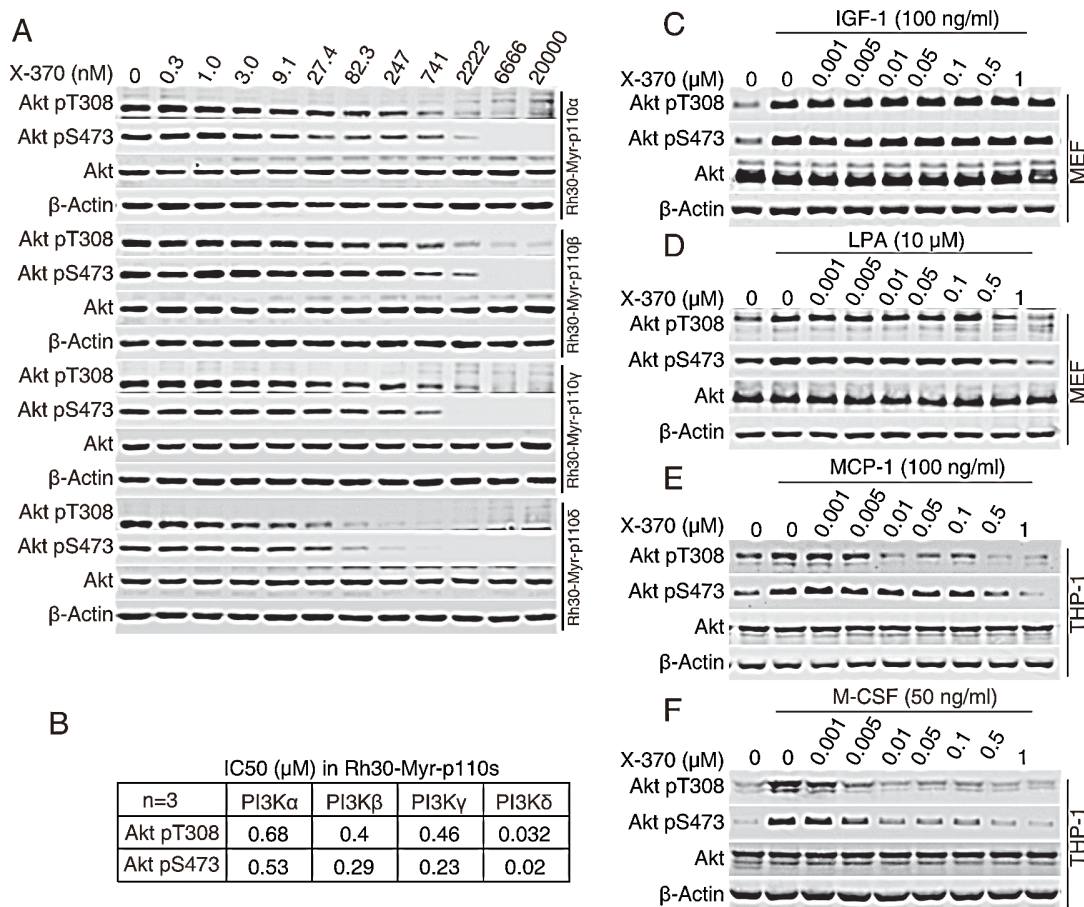 A
X-370 (nM)
0 0.3 1.0 3.0 9.1 27.4 82.3 247 741 2222 6666 20000
Akt pT308
Akt pS473
Akt
β-Actin
Rh30-Myr-p110α
Akt pT308
Akt pS473
Akt
β-Actin
Rh30-Myr-p110β
Akt pT308
Akt pS473
Akt
β-Actin
Rh30-Myr-p110γ
Akt pT308
Akt pS473
Akt
β-Actin
Rh30-Myr-p110δ
B
IC50 (μM) in Rh30-Myr-p110s
n=3 PI3Kα PI3Kβ PI3Kγ PI3Kδ
Akt pT308 0.68 0.4 0.46 0.032
Akt pS473 0.53 0.29 0.23 0.02
C
IGF-1 (100 ng/ml)
X-370 (μM) 0 0 0.001 0.005 0.01 0.05 0.1 0.5 1
Akt pT308
Akt pS473
Akt
β-Actin
MEF
D
LPA (10 μM)
X-370 (μM) 0 0 0.001 0.005 0.01 0.05 0.1 0.5 1
Akt pT308
Akt pS473
Akt
β-Actin
MEF
E
MCP-1 (100 ng/ml)
X-370 (μM) 0 0 0.001 0.005 0.01 0.05 0.1 0.5 1
Akt pT308
Akt pS473
Akt
β-Actin
THP-1
F
M-CSF (50 ng/ml)
X-370 (μM) 0 0 0.001 0.005 0.01 0.05 0.1 0.5 1
Akt pT308
Akt pS473
Akt
β-Actin
THP-1